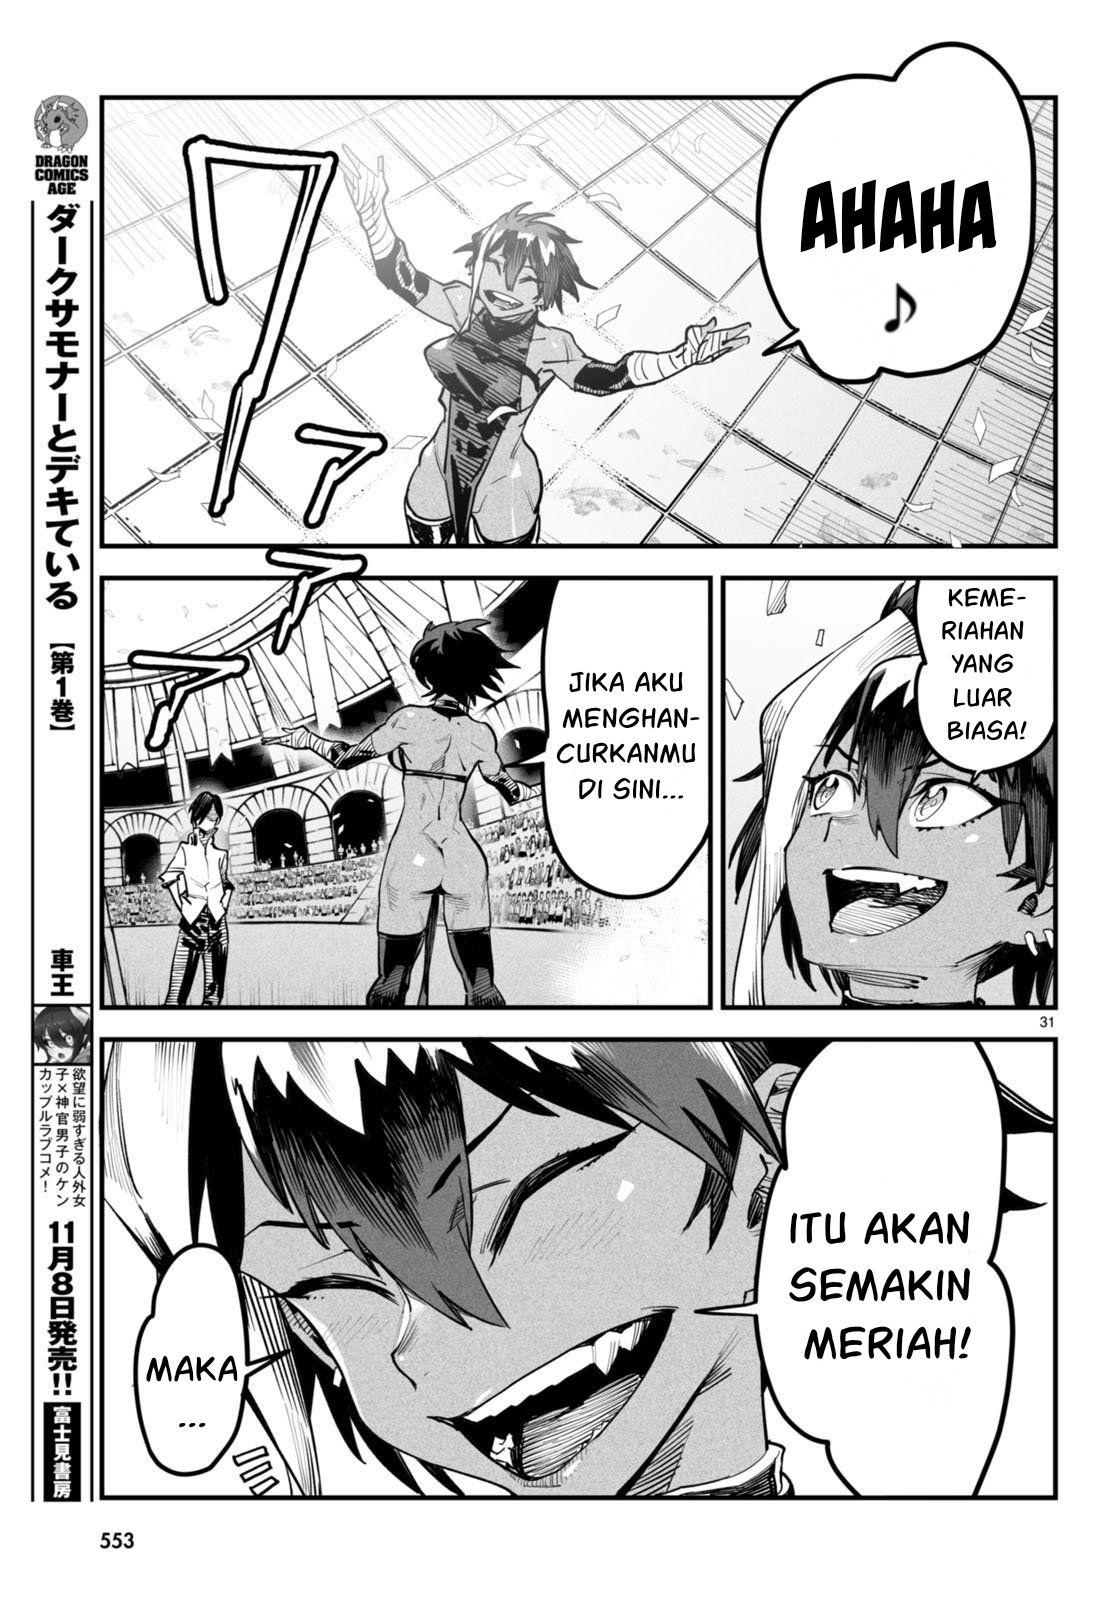 AHAHA
♪
ワァァァ
KEME-
RIAHAN
YANG
LUAR
BIASA!
JIKA AKU
MENGHAN-
CURKANMU
DI SINI...
31
ITU AKAN
SEMAKIN
MERIAH!
MAKA
...
DRAGON
COMICS
AGE
ダークサモナーとデキている 【第1巻】
車王
欲望に弱すぎる人外女
子×神官男子のケン
カップルラブコメ！
11月8日発売!!
富士見書房
553